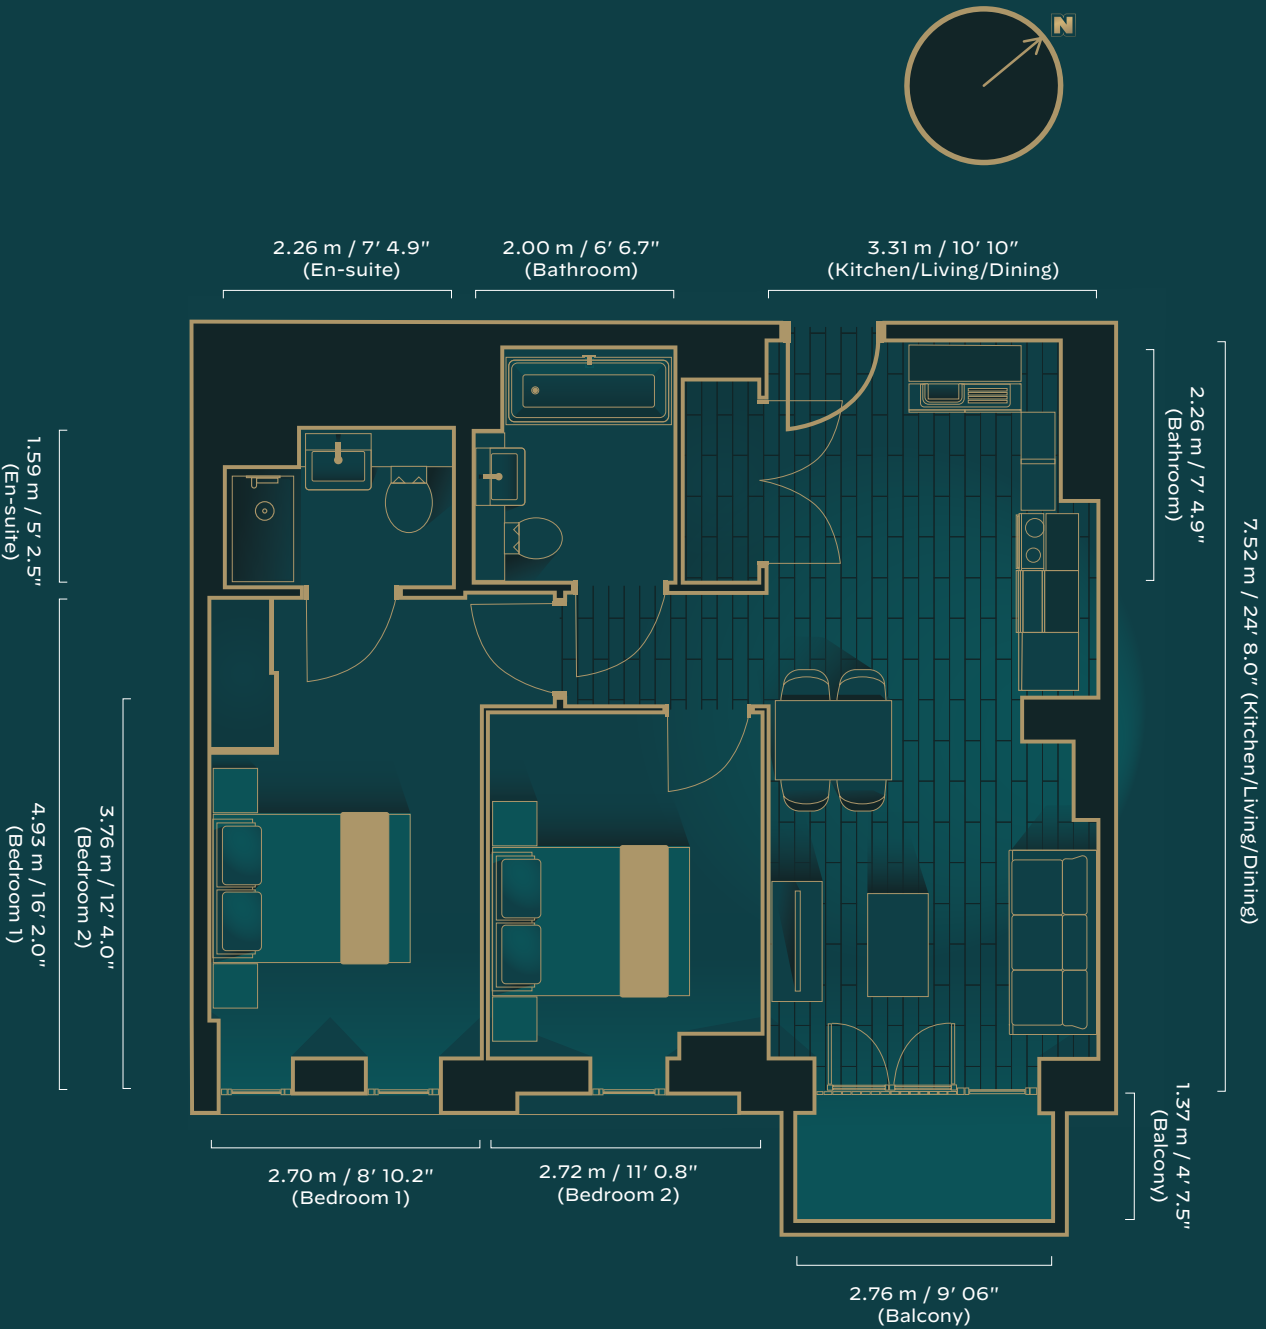 N
2.26 m / 7′ 4.9″
(En-suite)
2.00 m / 6′ 6.7″
(Bathroom)
3.31 m / 10′ 10″
(Kitchen/Living/Dining)
1.59 m / 5′ 2.5″
(En-suite)
2.26 m / 7′ 4.9″
(Bathroom)
7.52 m / 24′ 8.0″ (Kitchen/Living/Dining)
4.93 m / 16′ 2.0″
(Bedroom 1)
3.76 m / 12′ 4.0″
(Bedroom 2)
1.37 m / 4′ 7.5″
(Balcony)
2.70 m / 8′ 10.2″
(Bedroom 1)
2.72 m / 11′ 0.8″
(Bedroom 2)
2.76 m / 9′ 06″
(Balcony)